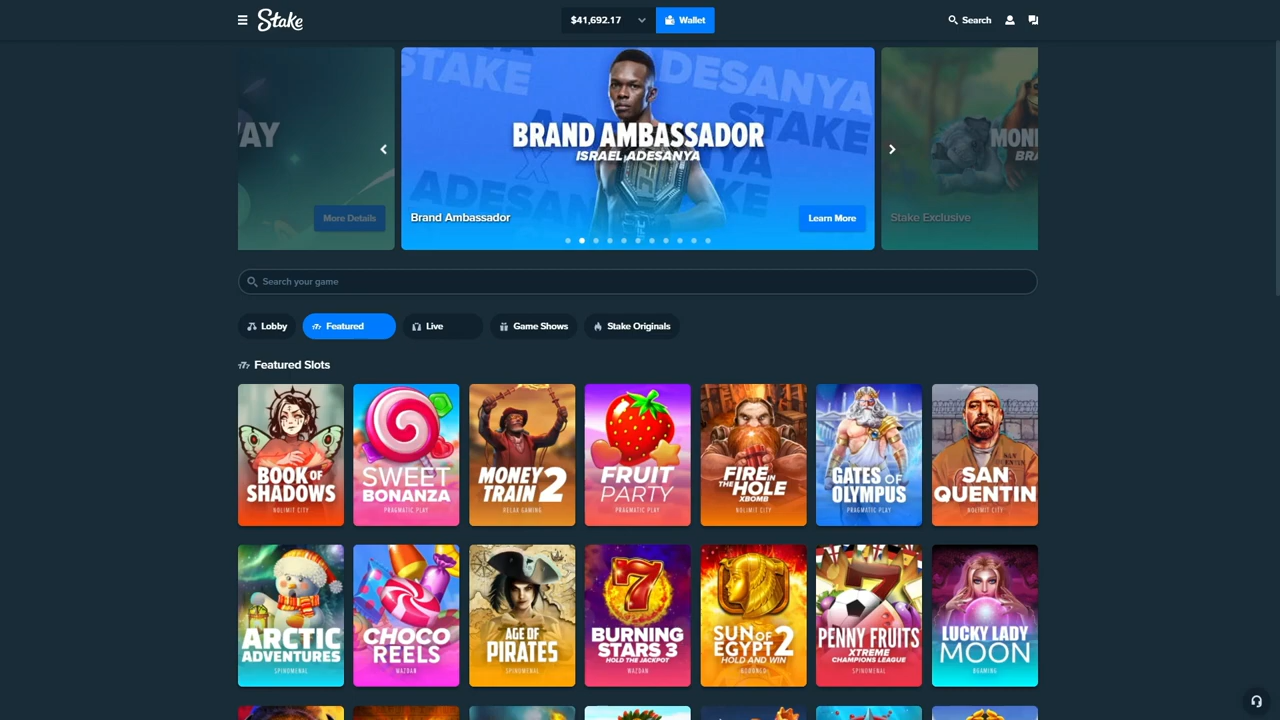 Stake
$41,692.17
Wallet
Search
STAKE
ADESANYA
STAKE
ADESANYA
BRAND AMBASSADOR
ISRAEL ADESANYA
Brand Ambassador
Learn More
More Details
Stake Exclusive
Search your game
Lobby
Featured
Live
Game Shows
Stake Originals
Featured Slots
BOOK OF
SHADOWS
NOLIMIT CITY
SWEET
BONANZA
PRAGMATIC PLAY
MONEY
TRAIN 2
RELAX GAMING
FRUIT
PARTY
PRAGMATIC PLAY
FIRE IN
THE HOLE
XBOMB
NOLIMIT CITY
GATES OF
OLYMPUS
PRAGMATIC PLAY
SAN
QUENTIN
NOLIMIT CITY
ARCTIC
ADVENTURES
SPINOMENAL
CHOCO
REELS
WAZDAN
AGE OF
PIRATES
SPINOMENAL
BURNING
STARS 3
HOLD THE JACKPOT
WAZDAN
SUN OF
EGYPT 2
HOLD AND WIN
BOOONGO
PENNY FRUITS
XTREME
CHAMPIONS LEAGUE
SPINOMENAL
LUCKY LADY
MOON
BGAMING